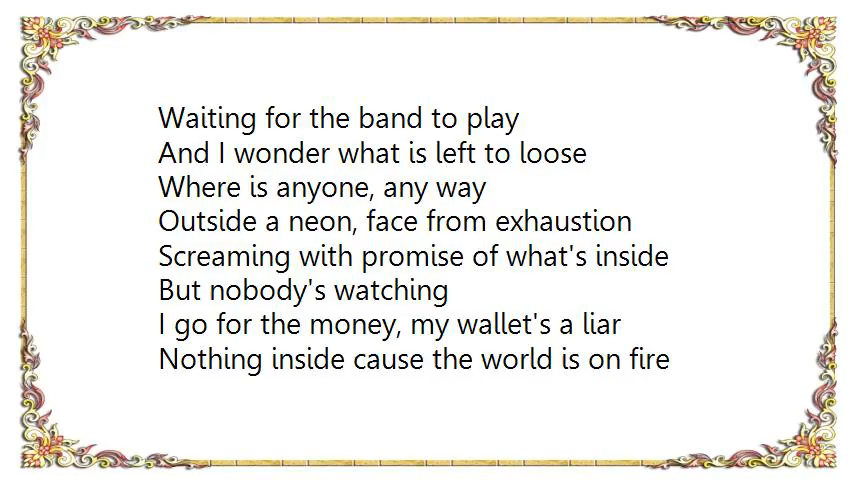 Waiting for the band to play
And I wonder what is left to loose
Where is anyone, any way
Outside a neon, face from exhaustion
Screaming with promise of what's inside
But nobody's watching
I go for the money, my wallet's a liar
Nothing inside cause the world is on fire